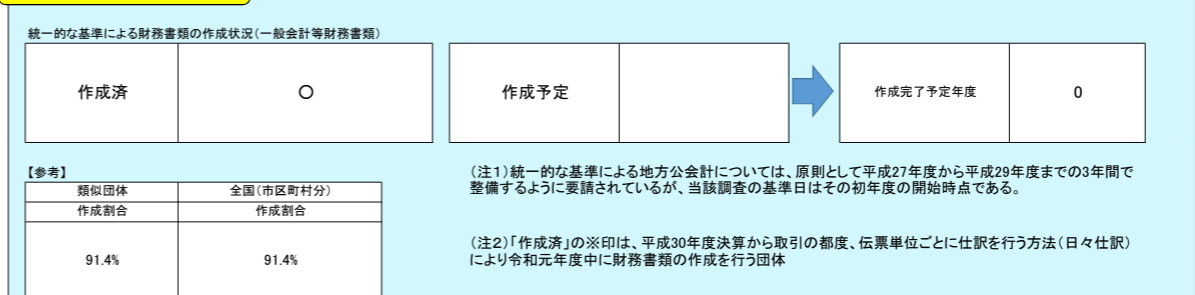 統一的な基準による財務書類の作成状況(一般会計等財務書類)
作成済 ○ 作成予定 作成完了予定年度 0
【参考】
類似団体 全国(市区町村分)
作成割合 作成割合
91.4% 91.4%
(注1)統一的な基準による地方公会計については、原則として平成27年度から平成29年度までの3年間で
整備するように要請されているが、当該調査の基準日はその初年度の開始時点である。
(注2)「作成済」の※印は、平成30年度決算から取引の都度、伝票単位ごとに仕訳を行う方法(日々仕訳)
により令和元年度中に財務書類の作成を行う団体